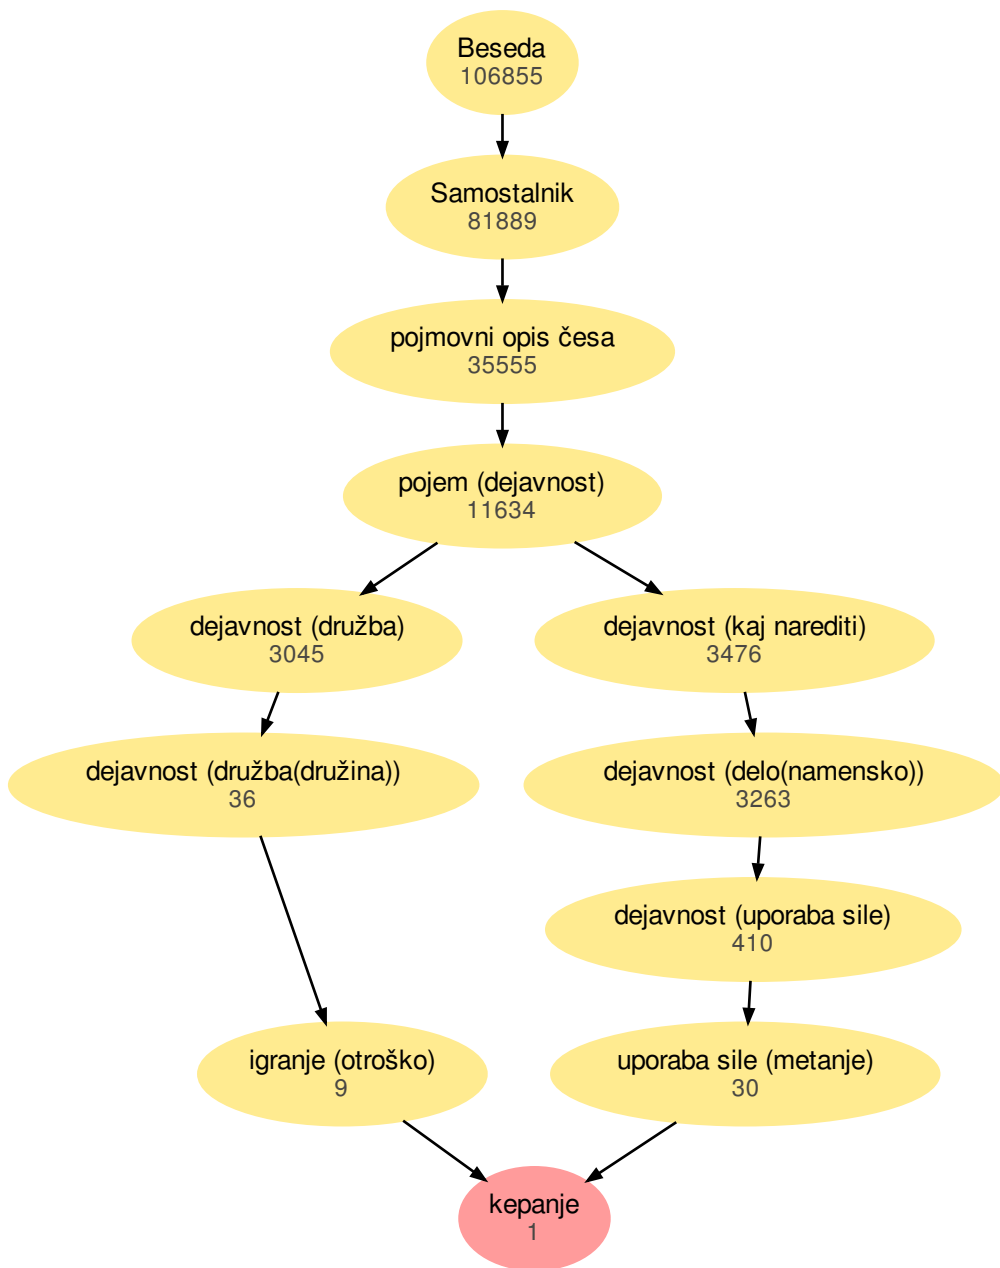 Beseda
106855
Samostalnik
81889
pojmovni opis česa
35555
pojem (dejavnost)
11634
dejavnost (družba)
3045
dejavnost (kaj narediti)
3476
dejavnost (družba(družina))
36
dejavnost (delo(namensko))
3263
dejavnost (uporaba sile)
410
igranje (otroško)
9
uporaba sile (metanje)
30
kepanje
1